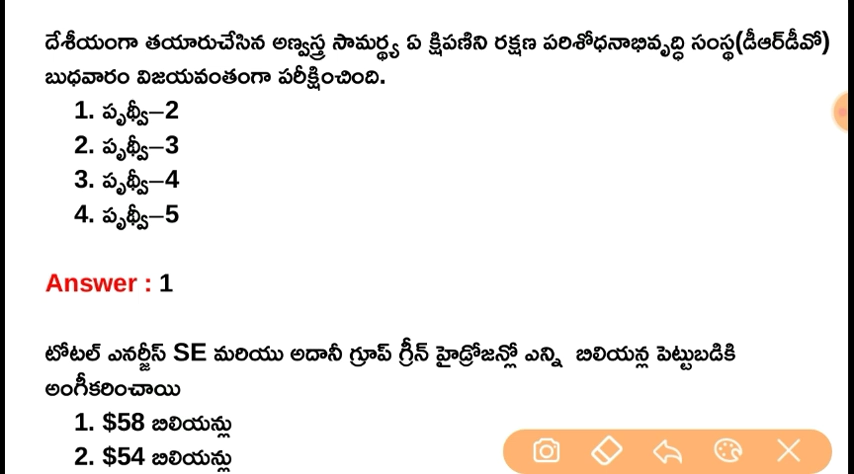 దేశీయంగా తయారుచేసిన అణ్వస్త్ర సామర్థ్య ఏ క్షిపణిని రక్షణ పరిశోధనాభివృద్ధి సంస్థ(డీఆర్‌డీవో)
బుధవారం విజయవంతంగా పరీక్షించింది.
1. పృథ్వీ–2
2. పృథ్వీ–3
3. పృథ్వీ–4
4. పృథ్వీ–5
Answer : 1
టోటల్ ఎనర్జీస్ SE మరియు అదానీ గ్రూప్ గ్రీన్ హైడ్రోజన్లో ఎన్ని బిలియన్ల పెట్టుబడికి
అంగీకరించాయి
1. $58 బిలియన్లు
2. $54 బిలియన్లు